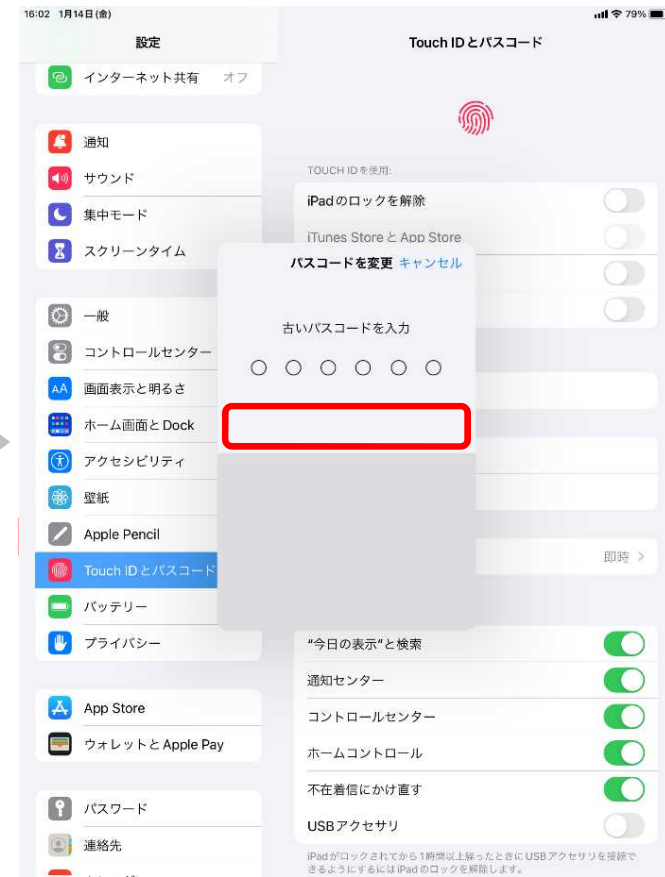 16:02 1月14日(金)
79%
設定
インターネット共有 オフ
通知
サウンド
集中モード
スクリーンタイム
一般
コントロールセンター
AA 画面表示と明るさ
ホーム画面とDock
アクセシビリティ
壁紙
Apple Pencil
Touch IDとパスコード
バッテリー
プライバシー
App Store
ウォレットとApple Pay
パスワード
連絡先
Touch IDとパスコード
TOUCH IDを使用:
iPadのロックを解除
iTunes StoreとApp Store
パスコードを変更 キャンセル
古いパスコードを入力
即時
"今日の表示"と検索
通知センター
コントロールセンター
ホームコントロール
不在着信にかけ直す
USBアクセサリ
iPadがロックされてから1時間以上経ったときにUSBアクセサリを接続で
きるようにするにはiPadのロックを解除します。